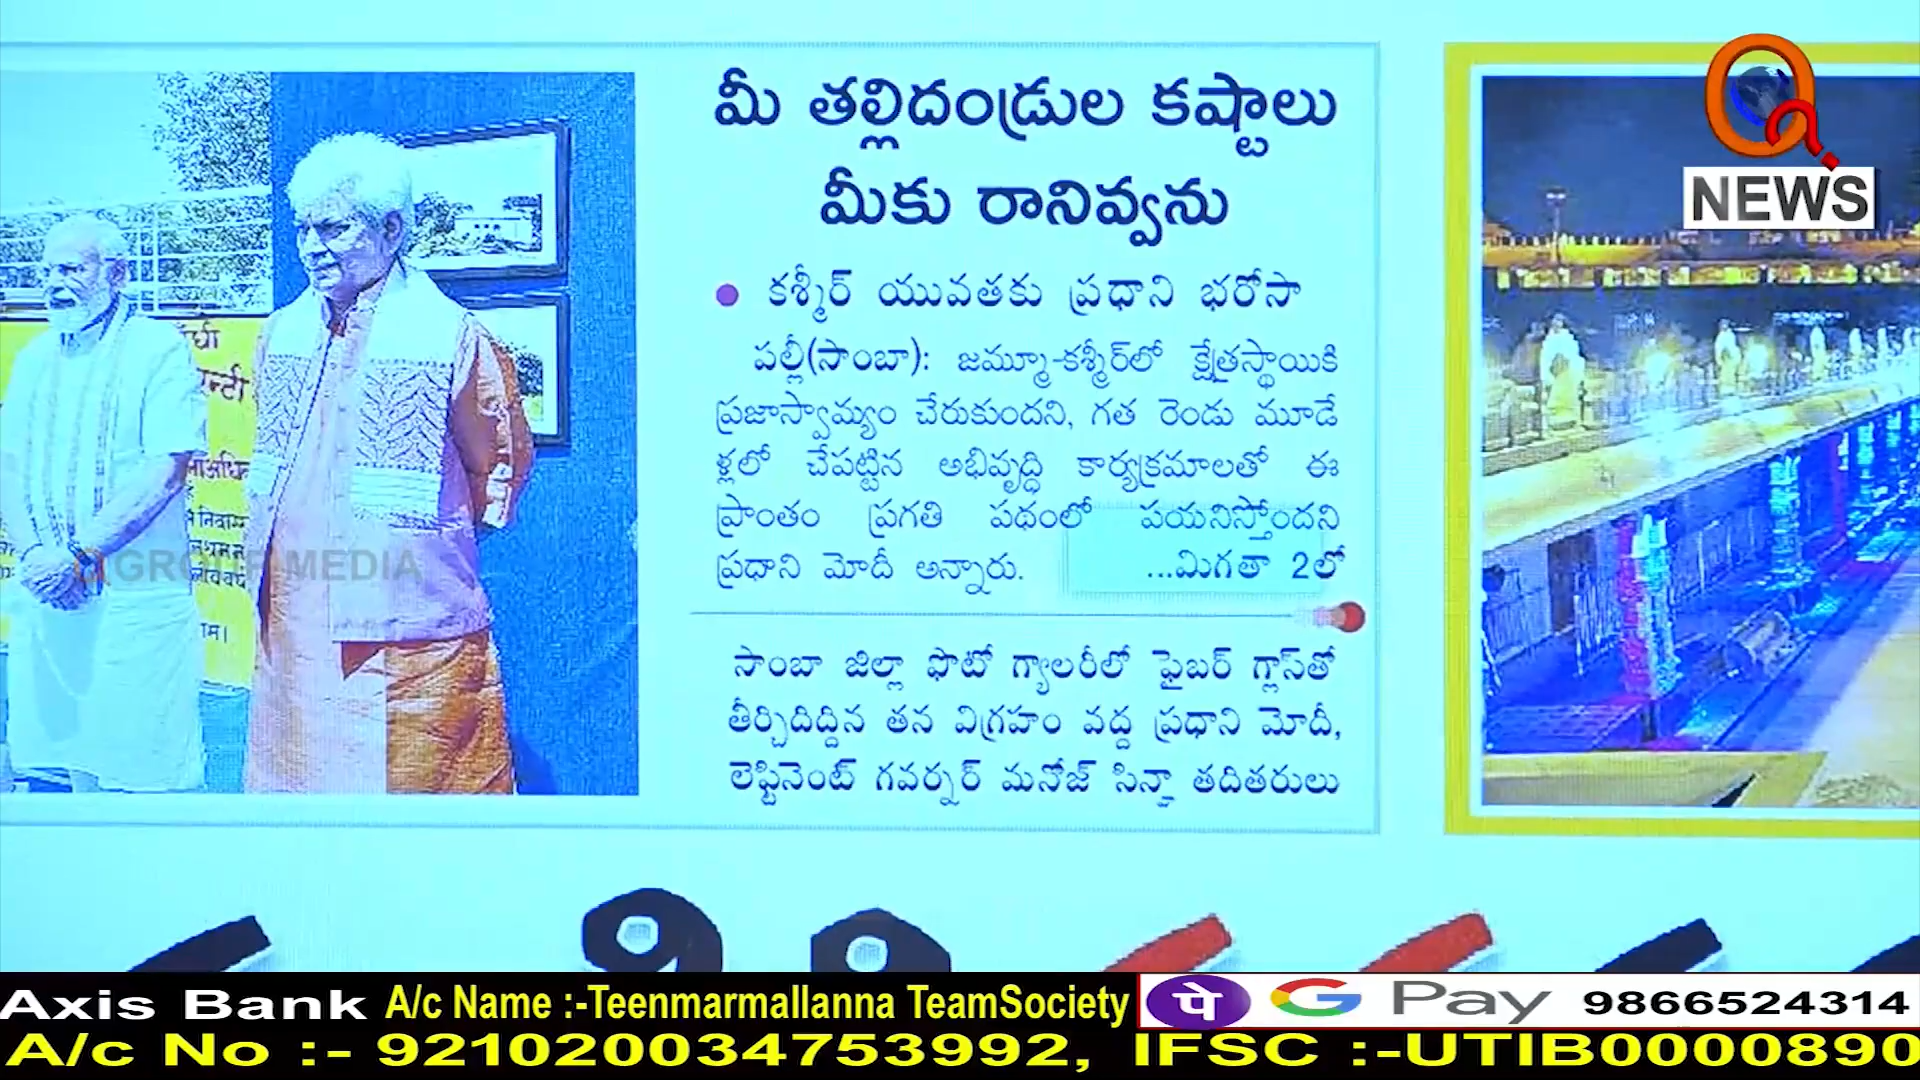 NEWS
మీ తల్లిదండ్రుల కష్టాలు
మీకు రానివ్వను
● కశ్మీర్ యువతకు ప్రధాని భరోసా
పల్లీ(సాంబా): జమ్మూ-కశ్మీర్‌లో క్షేత్రస్థాయికి
ప్రజాస్వామ్యం చేరుకుందని, గత రెండు మూడే
ళ్లలో చేపట్టిన అభివృద్ధి కార్యక్రమాలతో ఈ
ప్రాంతం ప్రగతి పథంలో పయనిస్తోందని
ప్రధాని మోదీ అన్నారు. ...మిగతా 2లో
సాంబా జిల్లా ఫొటో గ్యాలరీలో ఫైబర్ గ్లాస్‌తో
తీర్చిదిద్దిన తన విగ్రహం వద్ద ప్రధాని మోదీ,
లెఫ్టినెంట్ గవర్నర్ మనోజ్ సిన్హా తదితరులు
Q GROUP MEDIA
Axis Bank A/c Name :-Teenmarmallanna TeamSociety पे G Pay 9866524314
A/c No :- 921020034753992, IFSC :-UTIB0000890